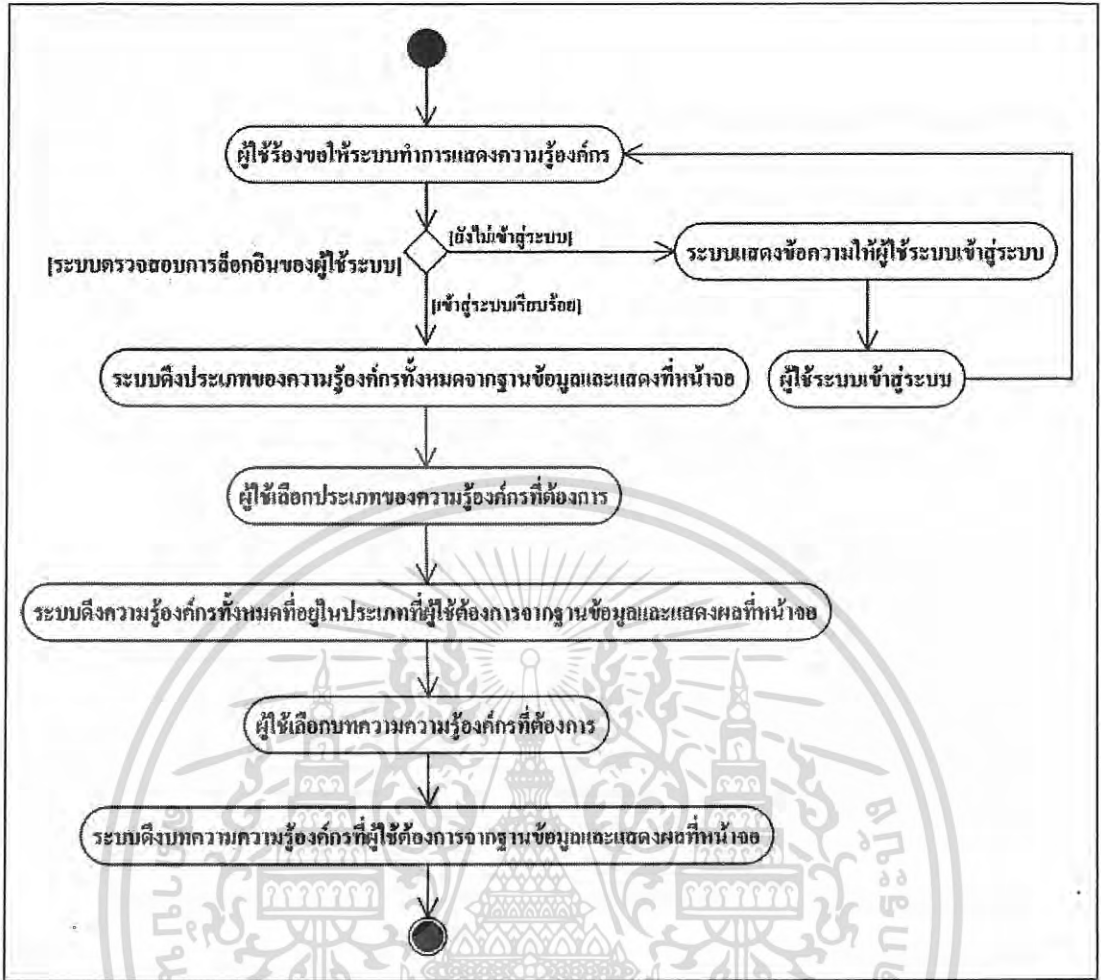 ผู้ใช้ร้องขอให้ระบบทำการแสดงความรู้องค์กร
[ยังไม่เข้าสู่ระบบ]
[ระบบตรวจสอบการล็อกอินของผู้ใช้ระบบ]
ระบบแสดงข้อความให้ผู้ใช้ระบบเข้าสู่ระบบ
[เข้าสู่ระบบเรียบร้อย]
ระบบดึงประเภทของความรู้องค์กรทั้งหมดจากฐานข้อมูลและแสดงที่หน้าจอ
ผู้ใช้ระบบเข้าสู่ระบบ
ผู้ใช้เลือกประเภทของความรู้องค์กรที่ต้องการ
ระบบดึงความรู้องค์กรทั้งหมดที่อยู่ในประเภทที่ผู้ใช้ต้องการจากฐานข้อมูลและแสดงผลที่หน้าจอ
ผู้ใช้เลือกบทความความรู้องค์กรที่ต้องการ
ระบบดึงบทความความรู้องค์กรที่ผู้ใช้ต้องการจากฐานข้อมูลและแสดงผลที่หน้าจอ